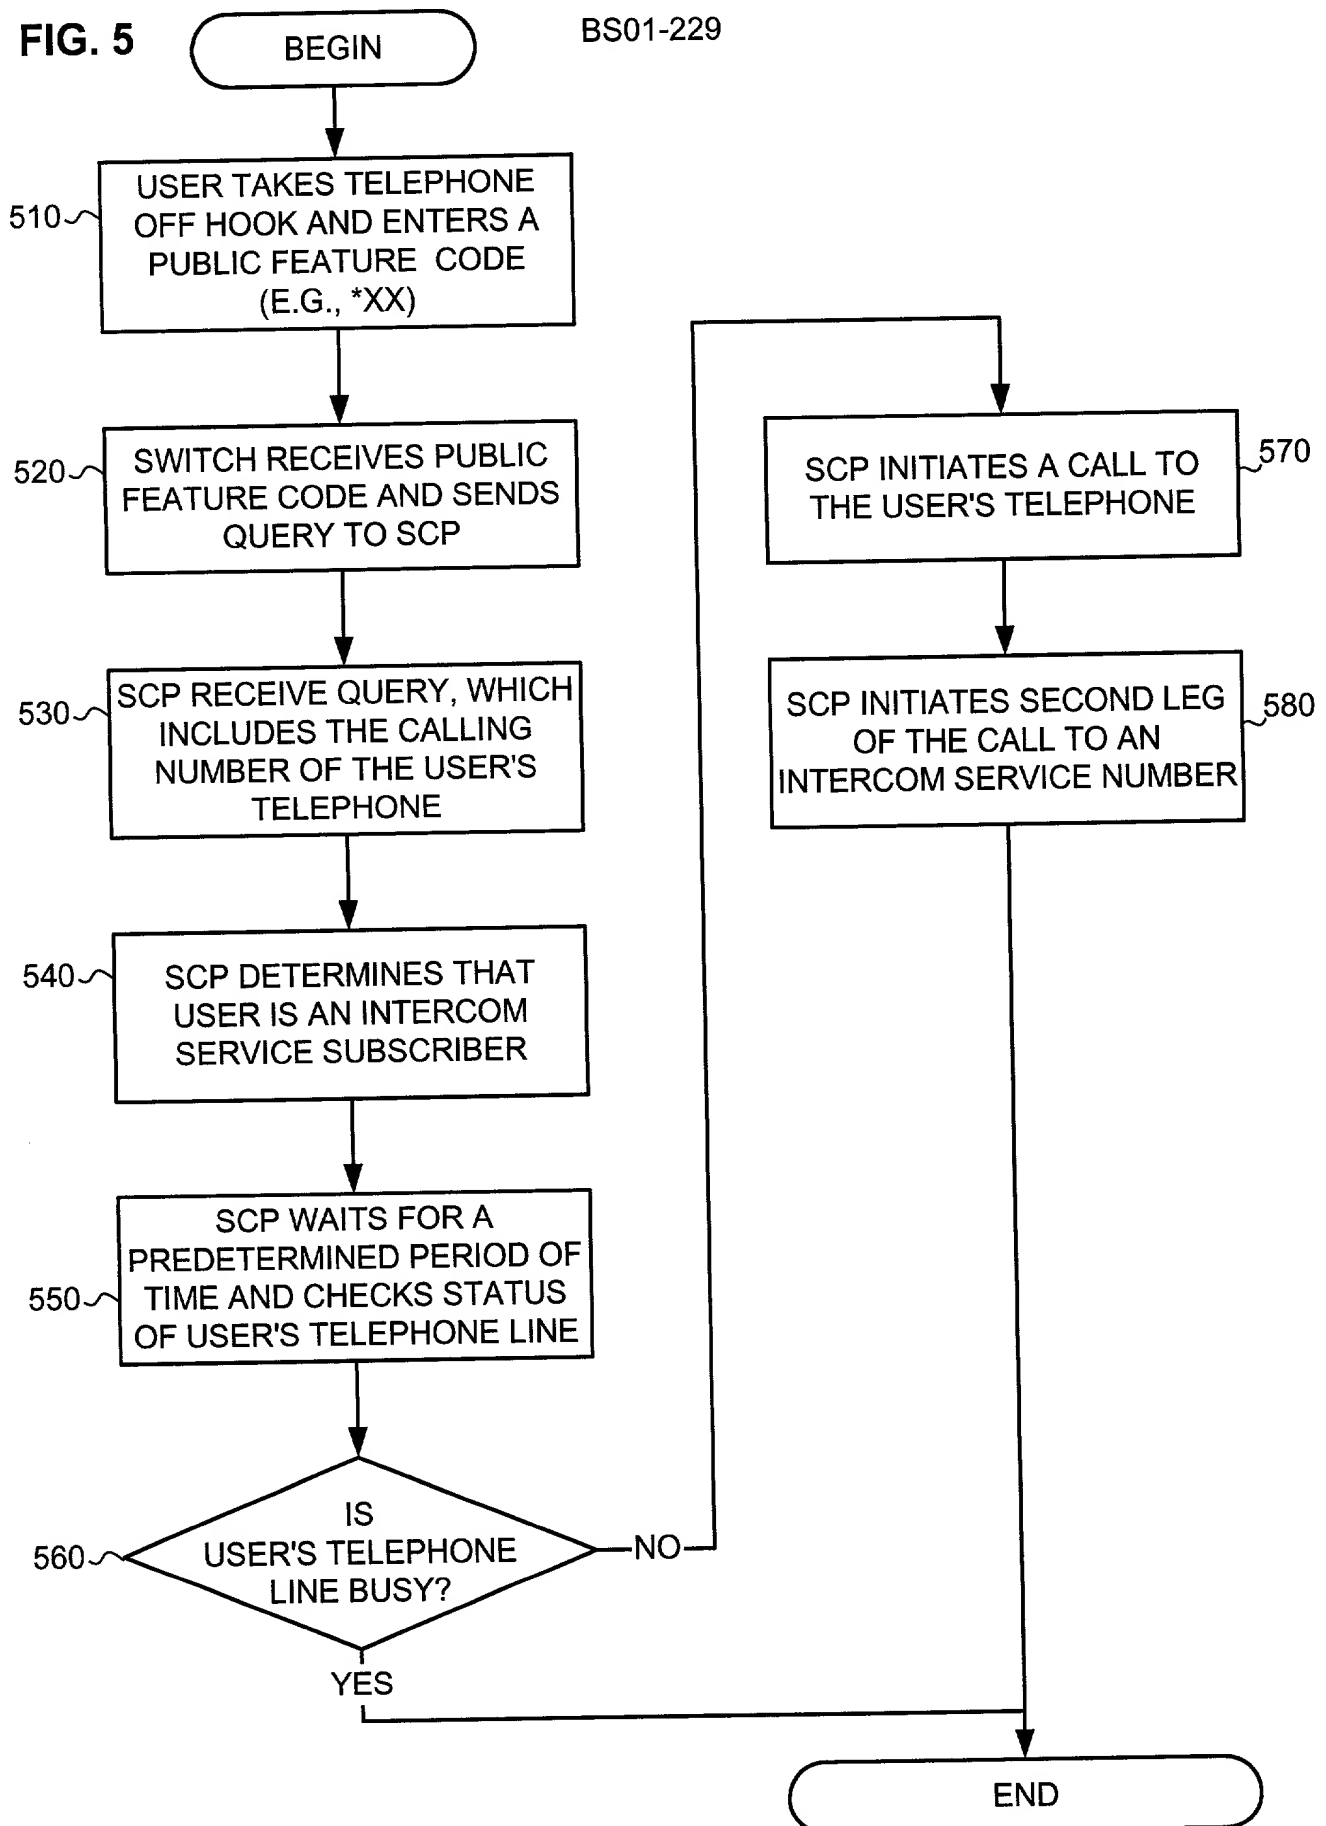 FIG. 5
BS01-229
BEGIN
510
USER TAKES TELEPHONE
OFF HOOK AND ENTERS A
PUBLIC FEATURE CODE
(E.G., *XX)
520
SWITCH RECEIVES PUBLIC
FEATURE CODE AND SENDS
QUERY TO SCP
530
SCP RECEIVE QUERY, WHICH
INCLUDES THE CALLING
NUMBER OF THE USER'S
TELEPHONE
540
SCP DETERMINES THAT
USER IS AN INTERCOM
SERVICE SUBSCRIBER
550
SCP WAITS FOR A
PREDETERMINED PERIOD OF
TIME AND CHECKS STATUS
OF USER'S TELEPHONE LINE
560
IS
USER'S TELEPHONE
LINE BUSY?
NO
YES
570
SCP INITIATES A CALL TO
THE USER'S TELEPHONE
580
SCP INITIATES SECOND LEG
OF THE CALL TO AN
INTERCOM SERVICE NUMBER
END